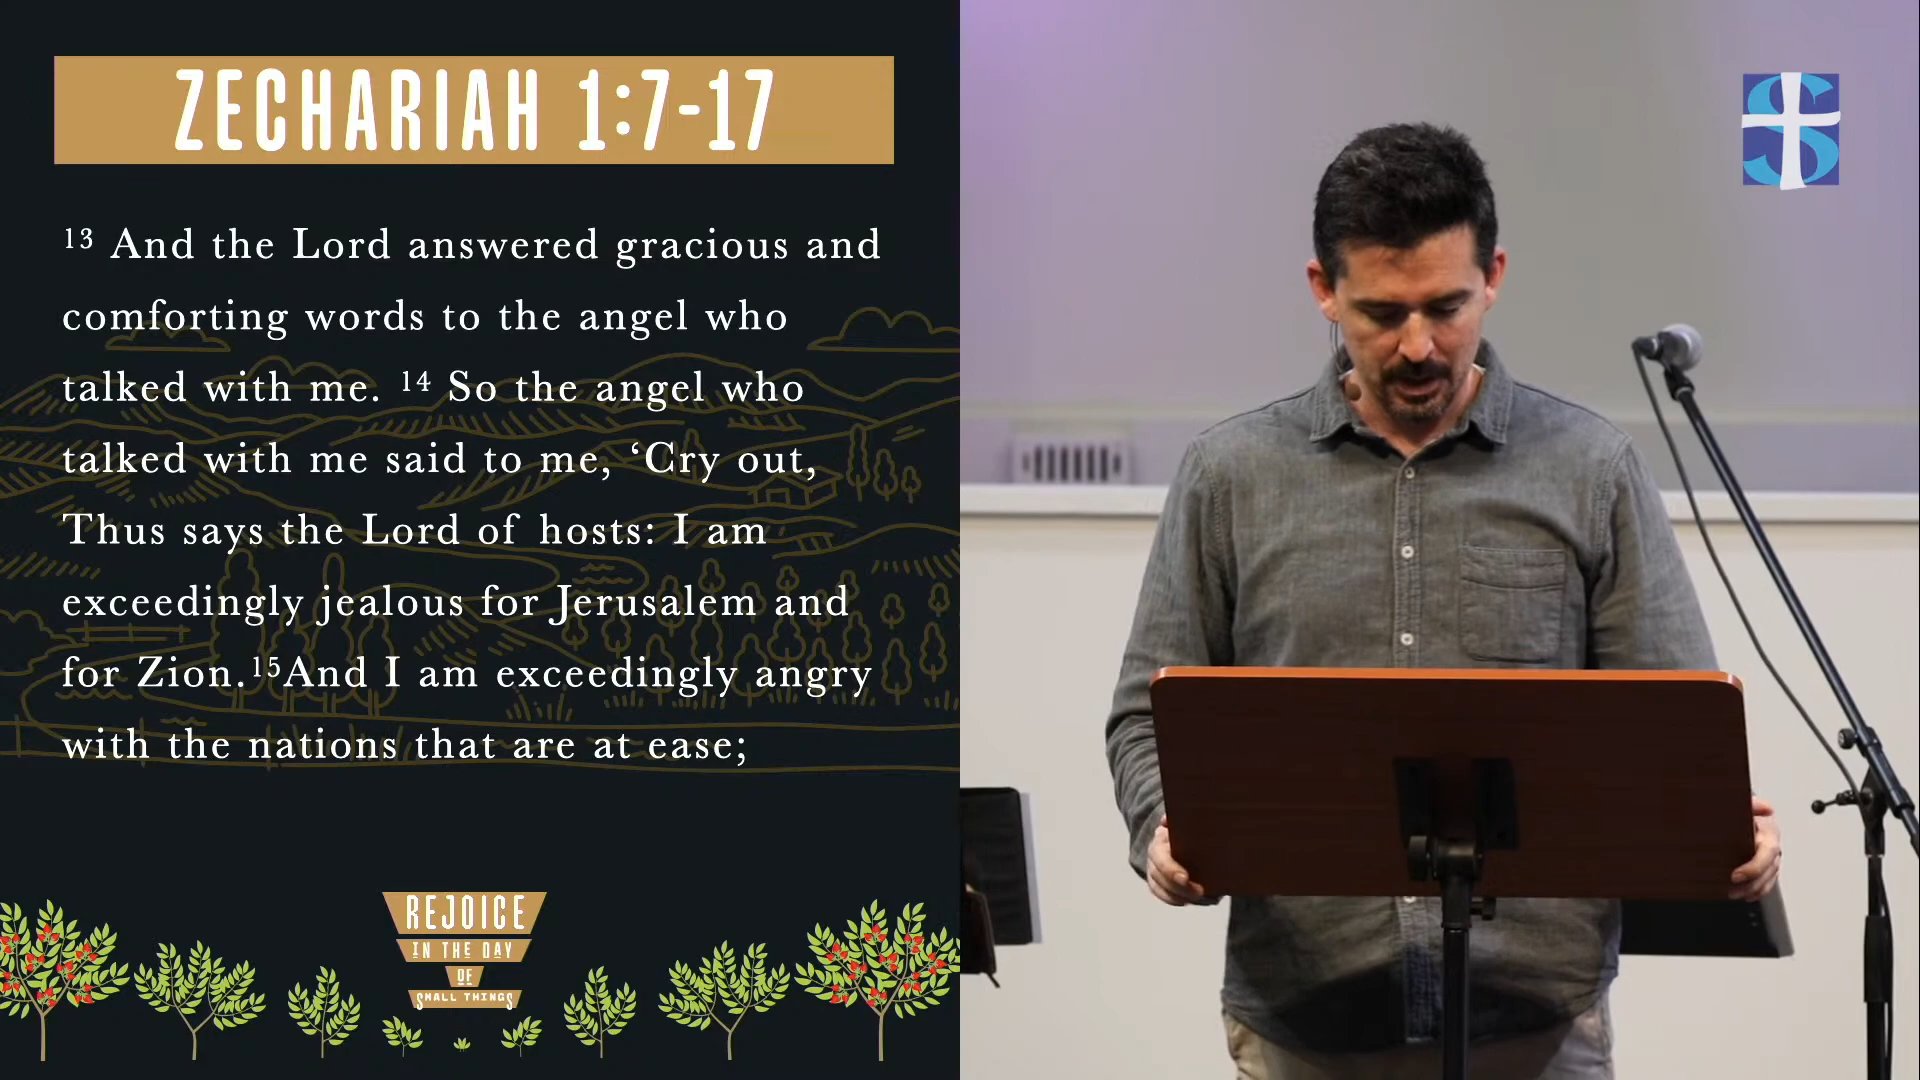 ZECHARIAH 1:7-17
¹³ And the Lord answered gracious and
comforting words to the angel who
talked with me. ¹⁴ So the angel who
talked with me said to me, ‘Cry out,
Thus says the Lord of hosts: I am
exceedingly jealous for Jerusalem and
for Zion.¹⁵And I am exceedingly angry
with the nations that are at ease;
REJOICE
IN THE DAY
OF
SMALL THINGS
S